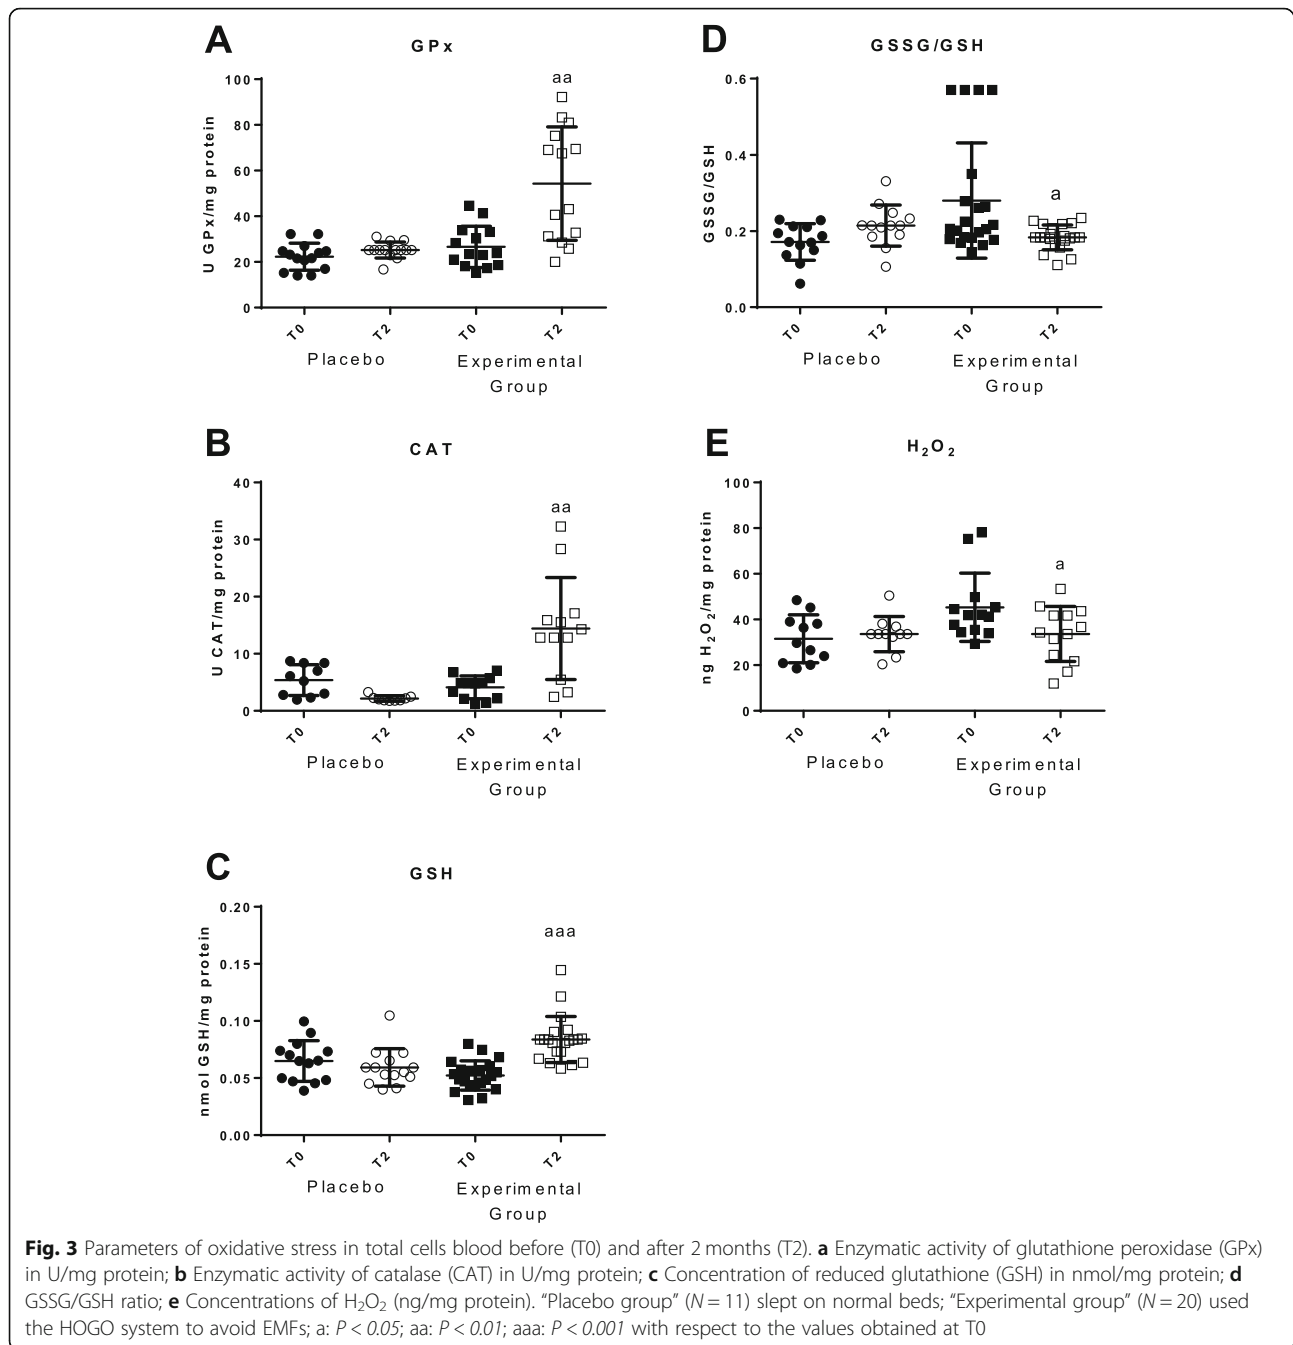 A
GPx
U GPx/mg protein
100
80
60
40
20
0
aa
T0
T2
T0
T2
Placebo
Experimental
Group
D
GSSG/GSH
GSSG/GSH
0.6
0.4
0.2
0.0
a
T0
T2
T0
T2
Placebo
Experimental
Group
B
CAT
U CAT/mg protein
40
30
20
10
0
aa
T0
T2
T0
T2
Placebo
Experimental
Group
E
H₂O₂
ng H₂O₂/mg protein
100
80
60
40
20
0
a
T0
T2
T0
T2
Placebo
Experimental
Group
C
GSH
nmol GSH/mg protein
0.20
0.15
0.10
0.05
0.00
aaa
T0
T2
T0
T2
Placebo
Experimental
Group
Fig. 3 Parameters of oxidative stress in total cells blood before (T0) and after 2 months (T2). a Enzymatic activity of glutathione peroxidase (GPx)
in U/mg protein; b Enzymatic activity of catalase (CAT) in U/mg protein; c Concentration of reduced glutathione (GSH) in nmol/mg protein; d
GSSG/GSH ratio; e Concentrations of H₂O₂ (ng/mg protein). “Placebo group” (N = 11) slept on normal beds; “Experimental group” (N = 20) used
the HOGO system to avoid EMFs; a: P < 0.05; aa: P < 0.01; aaa: P < 0.001 with respect to the values obtained at T0